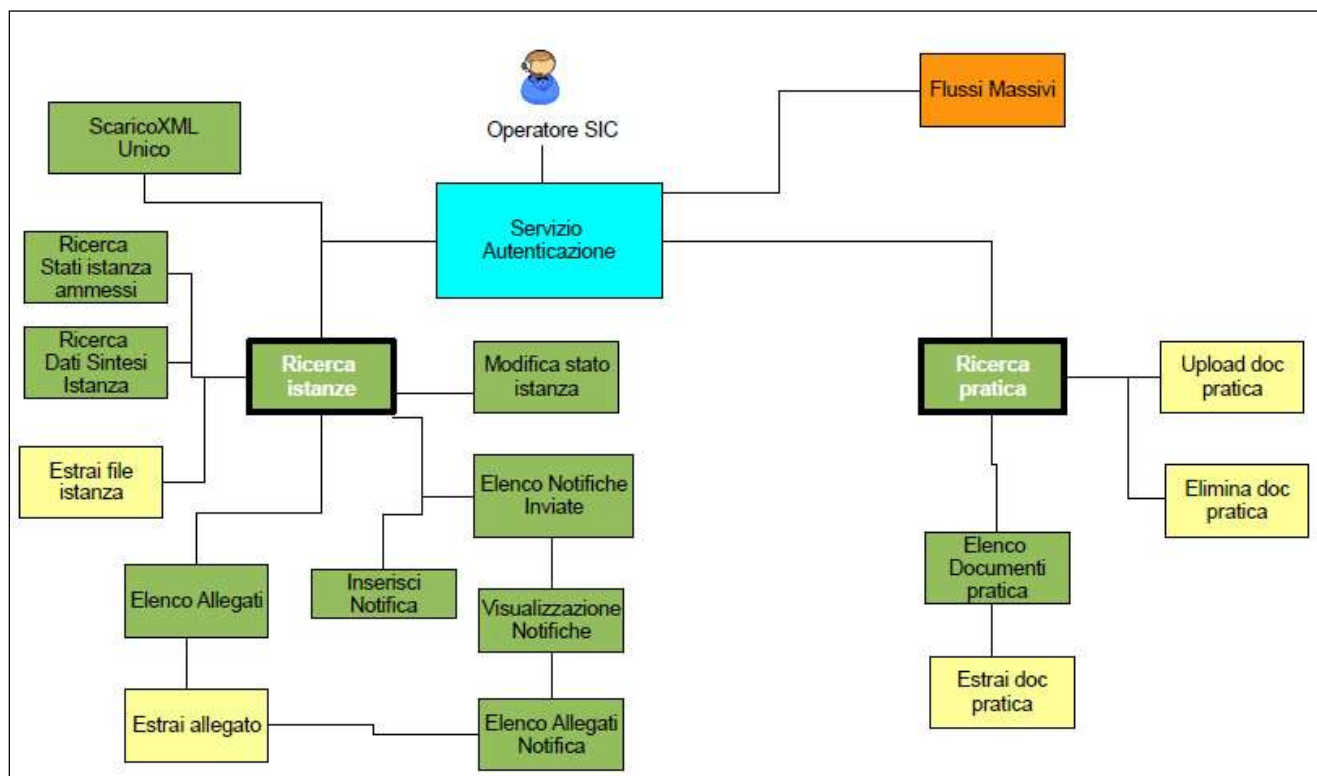 Operatore SIC
Flussi Massivi
ScaricoXML
Unico
Servizio
Autenticazione
Ricerca
Stati istanza
ammessi
Ricerca
Dati Sintesi
Istanza
Ricerca
istanze
Modifica stato
istanza
Ricerca
pratica
Upload doc
pratica
Estrai file
istanza
Elenco Notifiche
Inviate
Elimina doc
pratica
Elenco Allegati
Inserisci
Notifica
Visualizzazione
Notifiche
Elenco
Documenti
pratica
Estrai allegato
Elenco Allegati
Notifica
Estrai doc
pratica